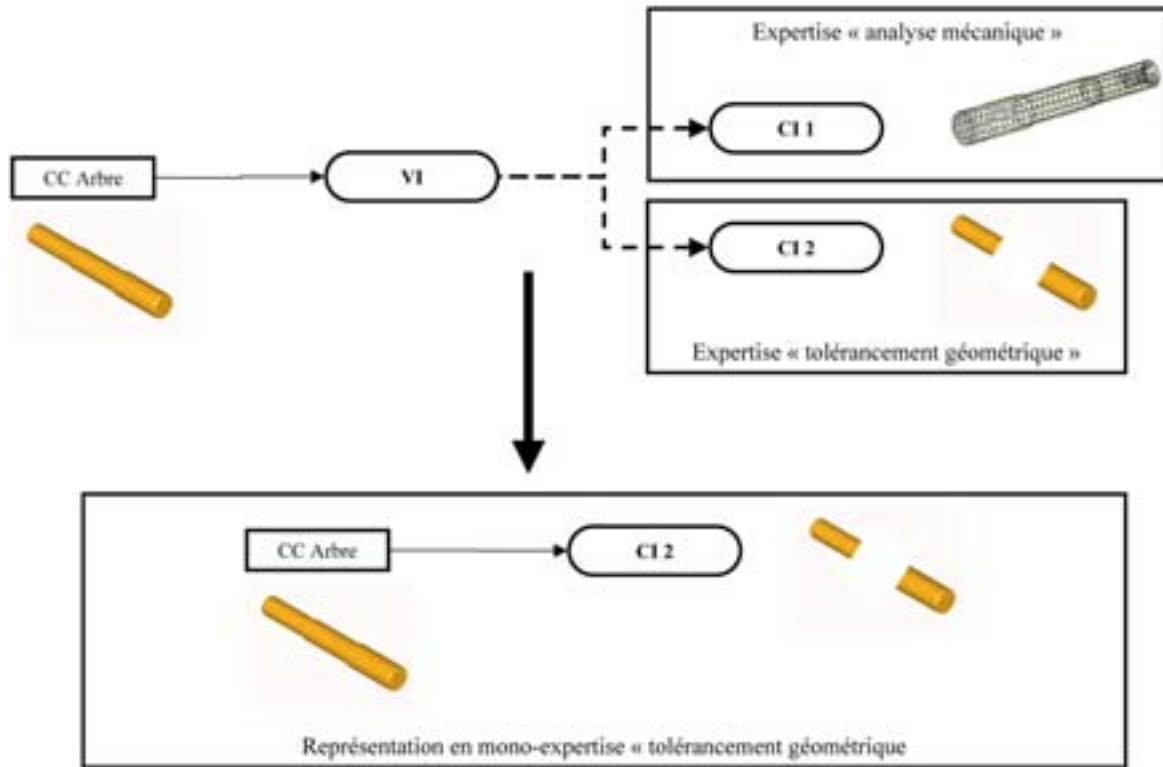 Expertise « analyse mécanique »
CI 1
CC Arbre
VI
CI 2
Expertise « tolérancement géométrique »
CC Arbre
CI 2
Représentation en mono-expertise « tolérancement géométrique